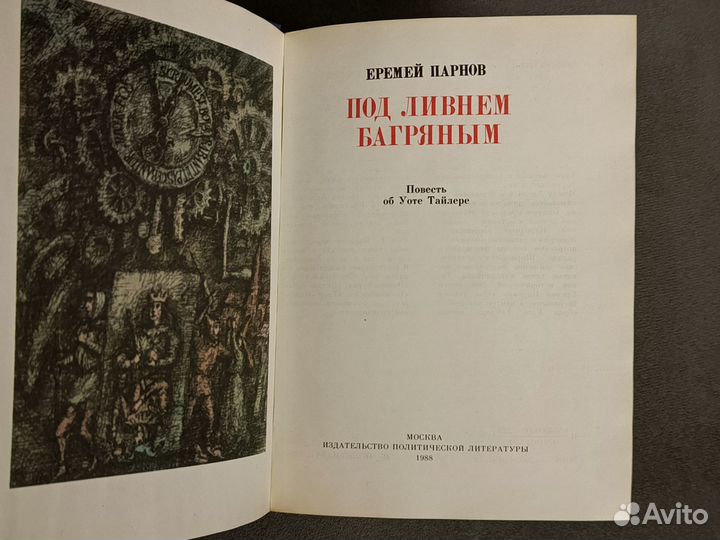 ЕРЕМЕЙ ПАРНОВ
ПОД ЛИВНЕМ
БАГРЯНЫМ
Повесть
об Уоте Тайлере
МОСКВА
ИЗДАТЕЛЬСТВО ПОЛИТИЧЕСКОЙ ЛИТЕРАТУРЫ
1988
Avito